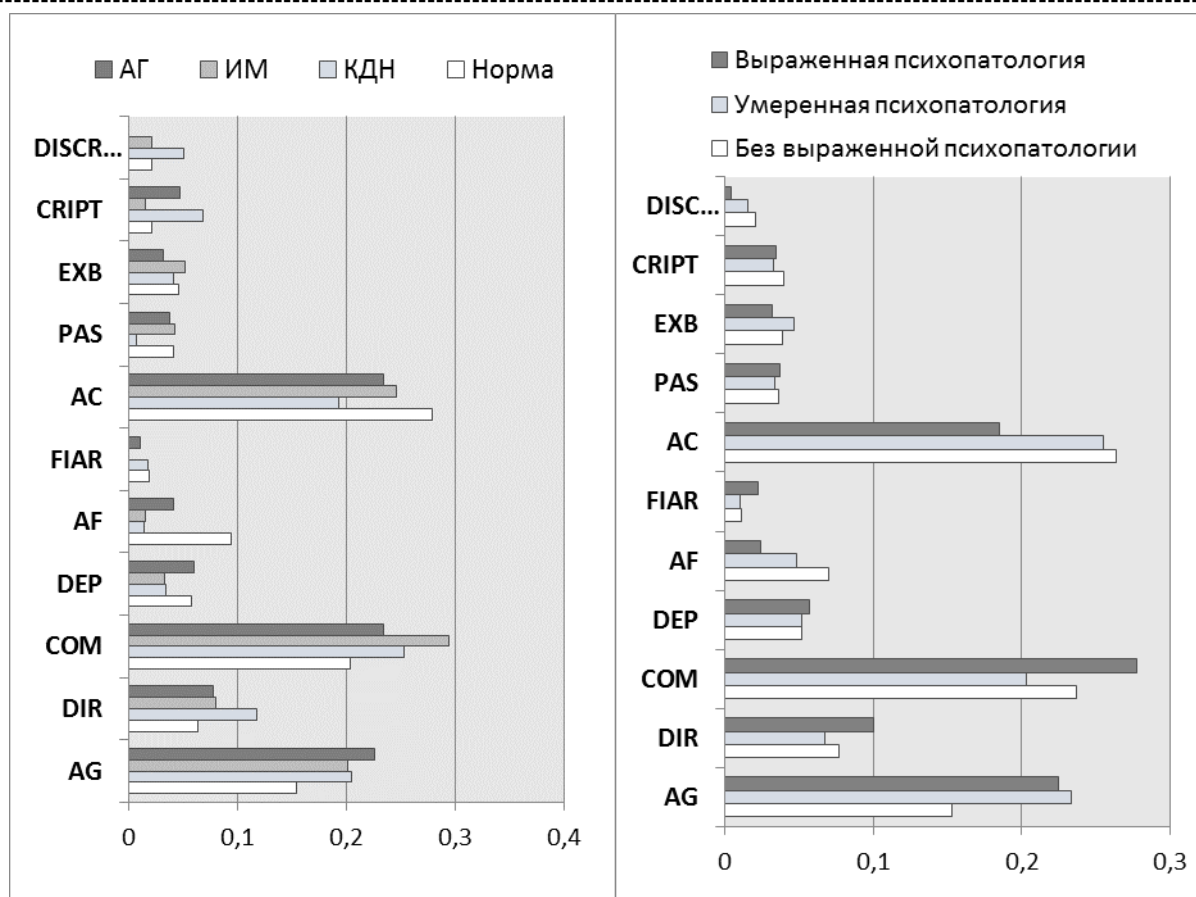 АГ ИМ КДН Норма
DISCR...
CRIPT
EXB
PAS
AC
FIAR
AF
DEP
COM
DIR
AG
0 0,1 0,2 0,3 0,4
Выраженная психопатология
Умеренная психопатология
Без выраженной психопатологии
DISC...
CRIPT
EXB
PAS
AC
FIAR
AF
DEP
COM
DIR
AG
0 0,1 0,2 0,3